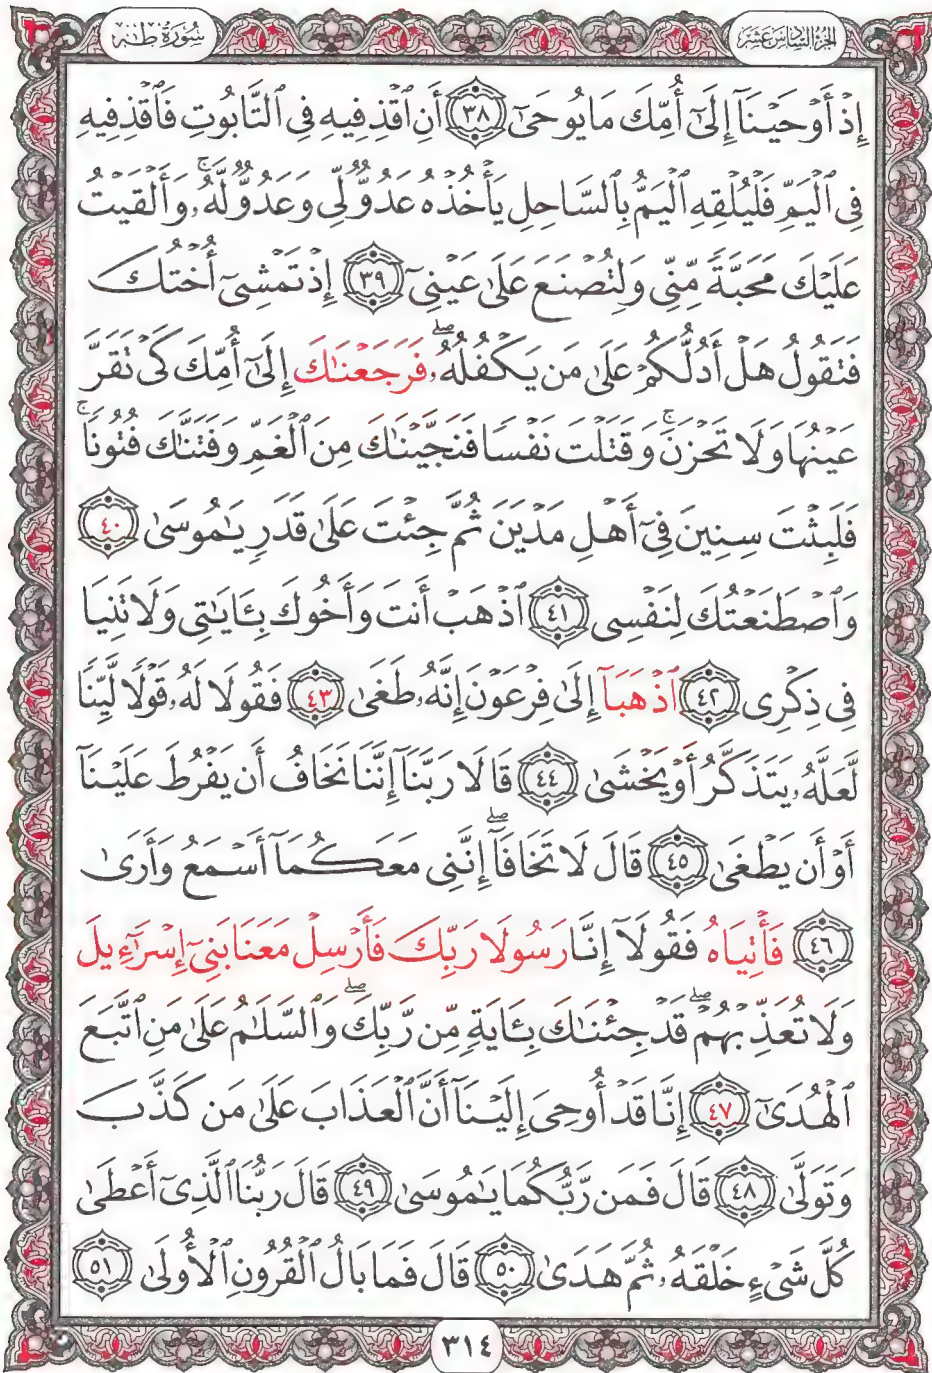 الجزء السادس عشر
سورة طه
إِذْ أَوْحَيْنَآ إِلَىٰٓ أُمِّكَ مَا يُوحَىٰٓ ٣٨ أَنِ ٱقْذِفِيهِ فِى ٱلتَّابُوتِ فَٱقْذِفِيهِ
فِى ٱلْيَمِّ فَلْيُلْقِهِ ٱلْيَمُّ بِٱلسَّاحِلِ يَأْخُذْهُ عَدُوٌّ لِّى وَعَدُوٌّ لَّهُۥ ۚ وَأَلْقَيْتُ
عَلَيْكَ مَحَبَّةً مِّنِّى وَلِتُصْنَعَ عَلَىٰ عَيْنِىٓ ٣٩ إِذْ تَمْشِىٓ أُخْتُكَ
فَتَقُولُ هَلْ أَدُلُّكُمْ عَلَىٰ مَن يَكْفُلُهُۥ ۖ فَرَجَعْنَٰكَ إِلَىٰٓ أُمِّكَ كَىْ تَقَرَّ
عَيْنُهَا وَلَا تَحْزَنَ ۚ وَقَتَلْتَ نَفْسًا فَنَجَّيْنَٰكَ مِنَ ٱلْغَمِّ وَفَتَنَّٰكَ فُتُونًا ۚ
فَلَبِثْتَ سِنِينَ فِىٓ أَهْلِ مَدْيَنَ ثُمَّ جِئْتَ عَلَىٰ قَدَرٍ يَٰمُوسَىٰ ٤٠
وَٱصْطَنَعْتُكَ لِنَفْسِى ٤١ ٱذْهَبْ أَنتَ وَأَخُوكَ بِـَٔايَٰتِى وَلَا تَنِيَا
فِى ذِكْرِى ٤٢ ٱذْهَبَآ إِلَىٰ فِرْعَوْنَ إِنَّهُۥ طَغَىٰ ٤٣ فَقُولَا لَهُۥ قَوْلًا لَّيِّنًا
لَّعَلَّهُۥ يَتَذَكَّرُ أَوْ يَخْشَىٰ ٤٤ قَالَا رَبَّنَآ إِنَّنَا نَخَافُ أَن يَفْرُطَ عَلَيْنَآ
أَوْ أَن يَطْغَىٰ ٤٥ قَالَ لَا تَخَافَآ ۖ إِنَّنِى مَعَكُمَآ أَسْمَعُ وَأَرَىٰ
٤٦ فَأْتِيَاهُ فَقُولَآ إِنَّا رَسُولَا رَبِّكَ فَأَرْسِلْ مَعَنَا بَنِىٓ إِسْرَٰٓءِيلَ
وَلَا تُعَذِّبْهُمْ ۖ قَدْ جِئْنَٰكَ بِـَٔايَةٍ مِّن رَّبِّكَ ۖ وَٱلسَّلَٰمُ عَلَىٰ مَنِ ٱتَّبَعَ
ٱلْهُدَىٰٓ ٤٧ إِنَّا قَدْ أُوحِىَ إِلَيْنَآ أَنَّ ٱلْعَذَابَ عَلَىٰ مَن كَذَّبَ
وَتَوَلَّىٰ ٤٨ قَالَ فَمَن رَّبُّكُمَا يَٰمُوسَىٰ ٤٩ قَالَ رَبُّنَا ٱلَّذِىٓ أَعْطَىٰ
كُلَّ شَىْءٍ خَلْقَهُۥ ثُمَّ هَدَىٰ ٥٠ قَالَ فَمَا بَالُ ٱلْقُرُونِ ٱلْأُولَىٰ ٥١
٣١٤